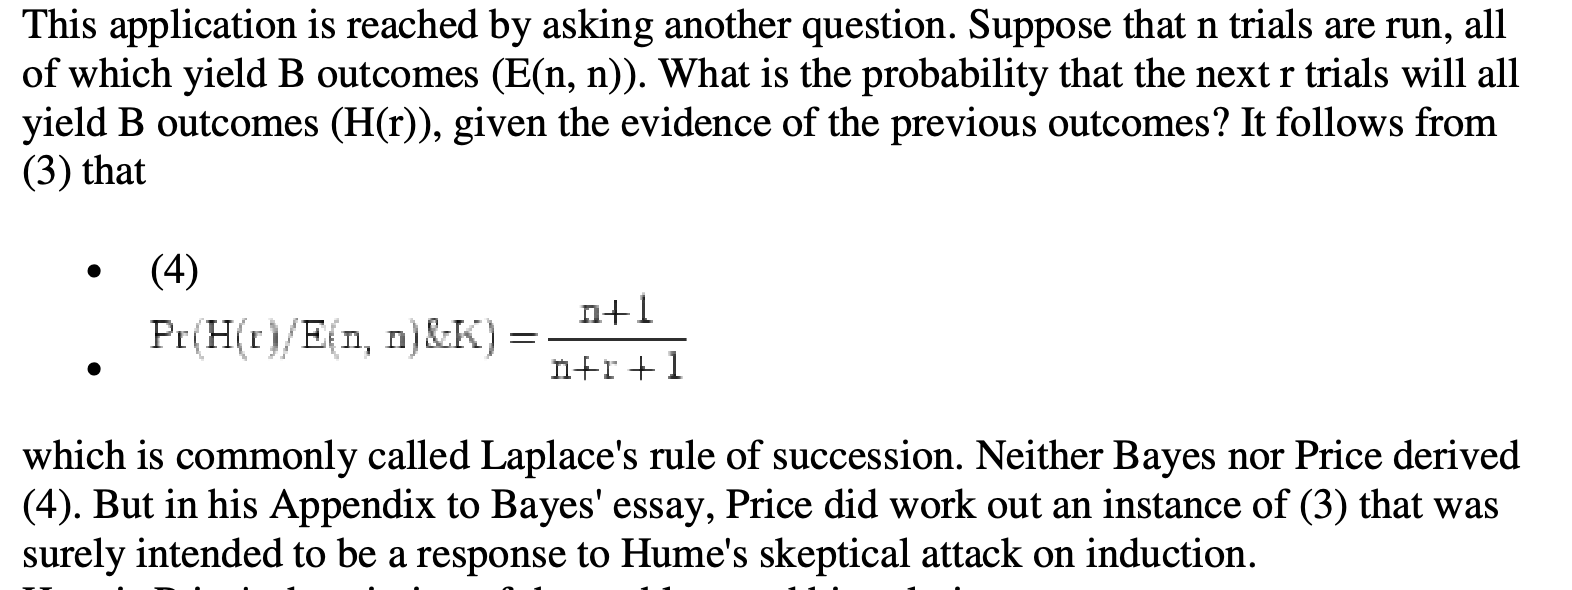 This application is reached by asking another question. Suppose that n trials are run, all
of which yield B outcomes (E(n, n)). What is the probability that the next r trials will all
yield B outcomes (H(r)), given the evidence of the previous outcomes? It follows from
(3) that
• (4)
• Pr(H(r)/E(n, n)&K) = n+1 / n+r+1
which is commonly called Laplace's rule of succession. Neither Bayes nor Price derived
(4). But in his Appendix to Bayes' essay, Price did work out an instance of (3) that was
surely intended to be a response to Hume's skeptical attack on induction.